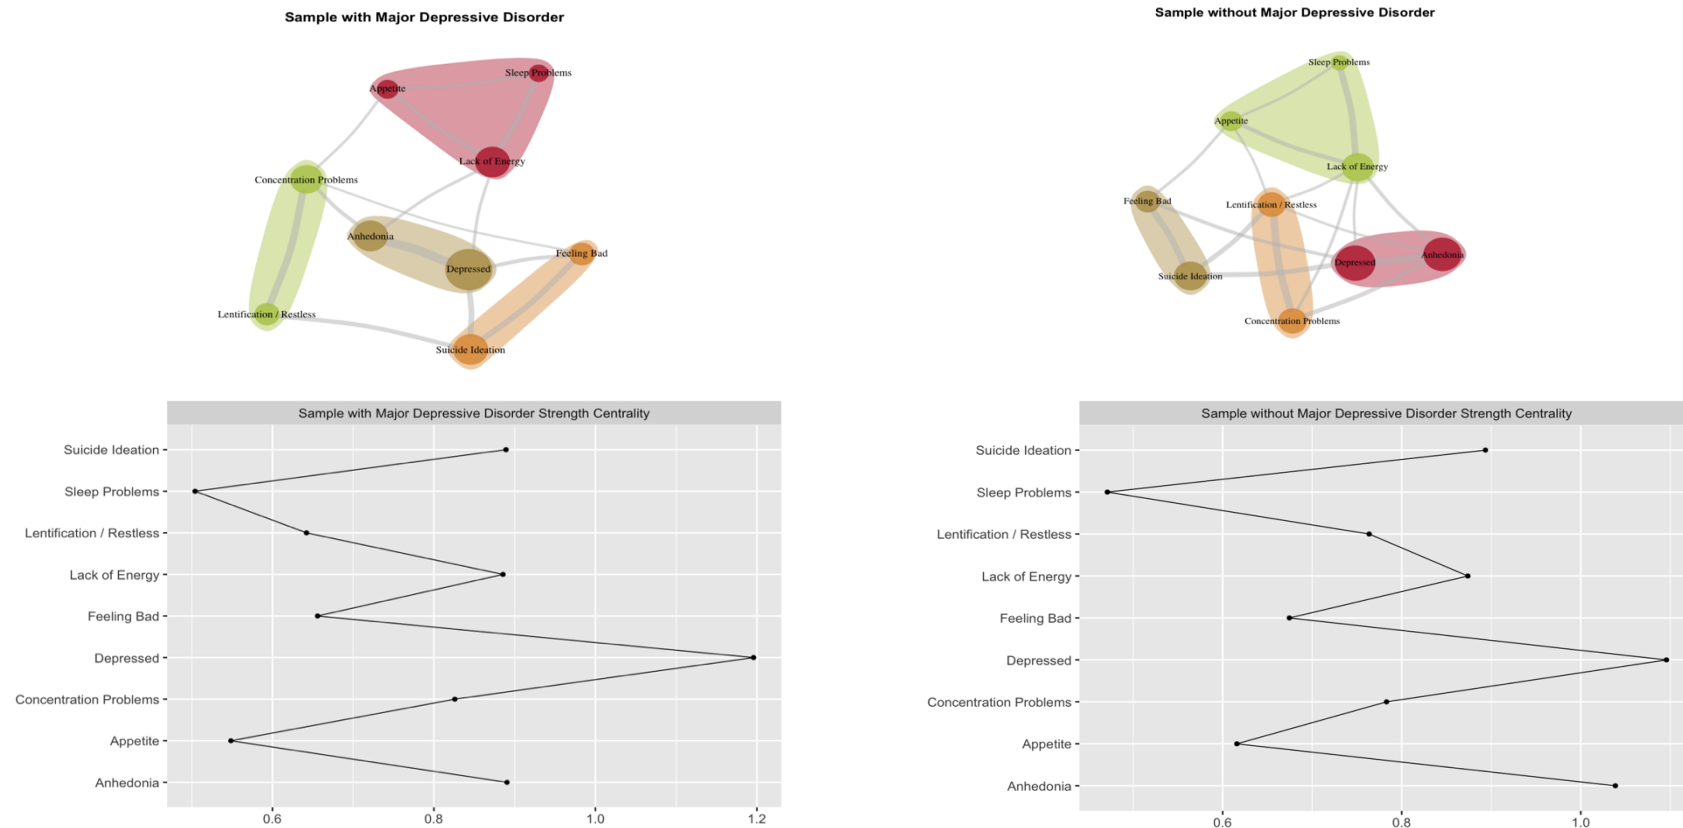 Sample with Major Depressive Disorder
Sleep Problems
Appetite
Lack of Energy
Concentration Problems
Anhedonia
Feeling Bad
Depressed
Lentification / Restless
Suicide Ideation
Sample without Major Depressive Disorder
Sleep Problems
Appetite
Lack of Energy
Feeling Bad
Lentification / Restless
Anhedonia
Depressed
Suicide Ideation
Concentration Problems
Sample with Major Depressive Disorder Strength Centrality
Suicide Ideation
Sleep Problems
Lentification / Restless
Lack of Energy
Feeling Bad
Depressed
Concentration Problems
Appetite
Anhedonia
0.6 0.8 1.0 1.2
Sample without Major Depressive Disorder Strength Centrality
Suicide Ideation
Sleep Problems
Lentification / Restless
Lack of Energy
Feeling Bad
Depressed
Concentration Problems
Appetite
Anhedonia
0.6 0.8 1.0